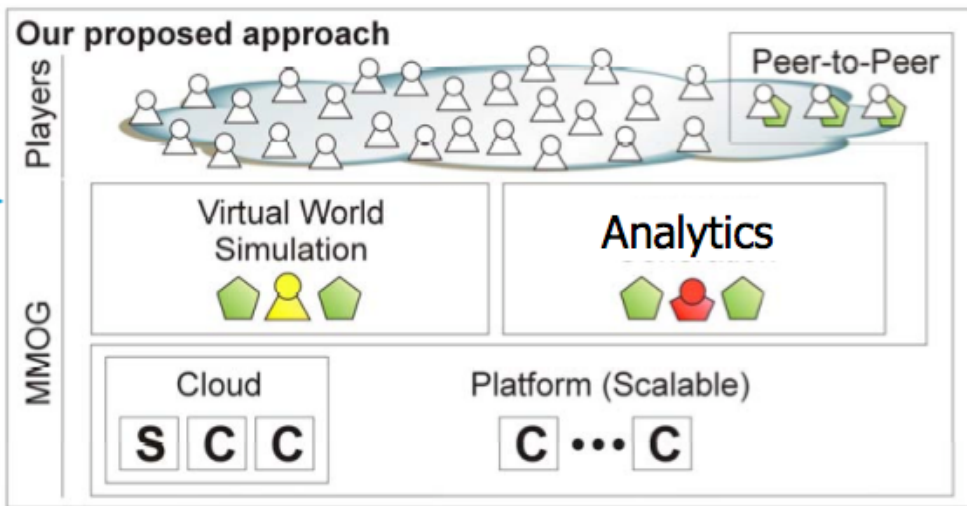 Our proposed approach
Players
Peer-to-Peer
MMOG
Virtual World
Simulation
Analytics
Cloud
S C C
Platform (Scalable)
C ••• C